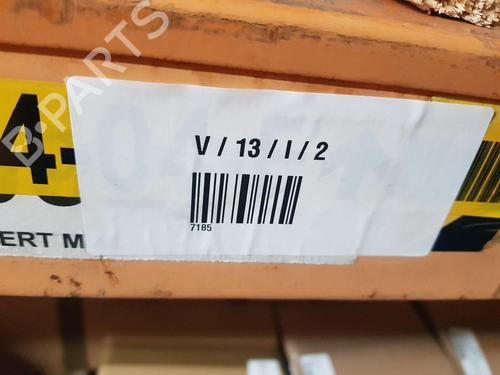 B-PARTS
V / 13 / I / 2
4-
7185
ERT M